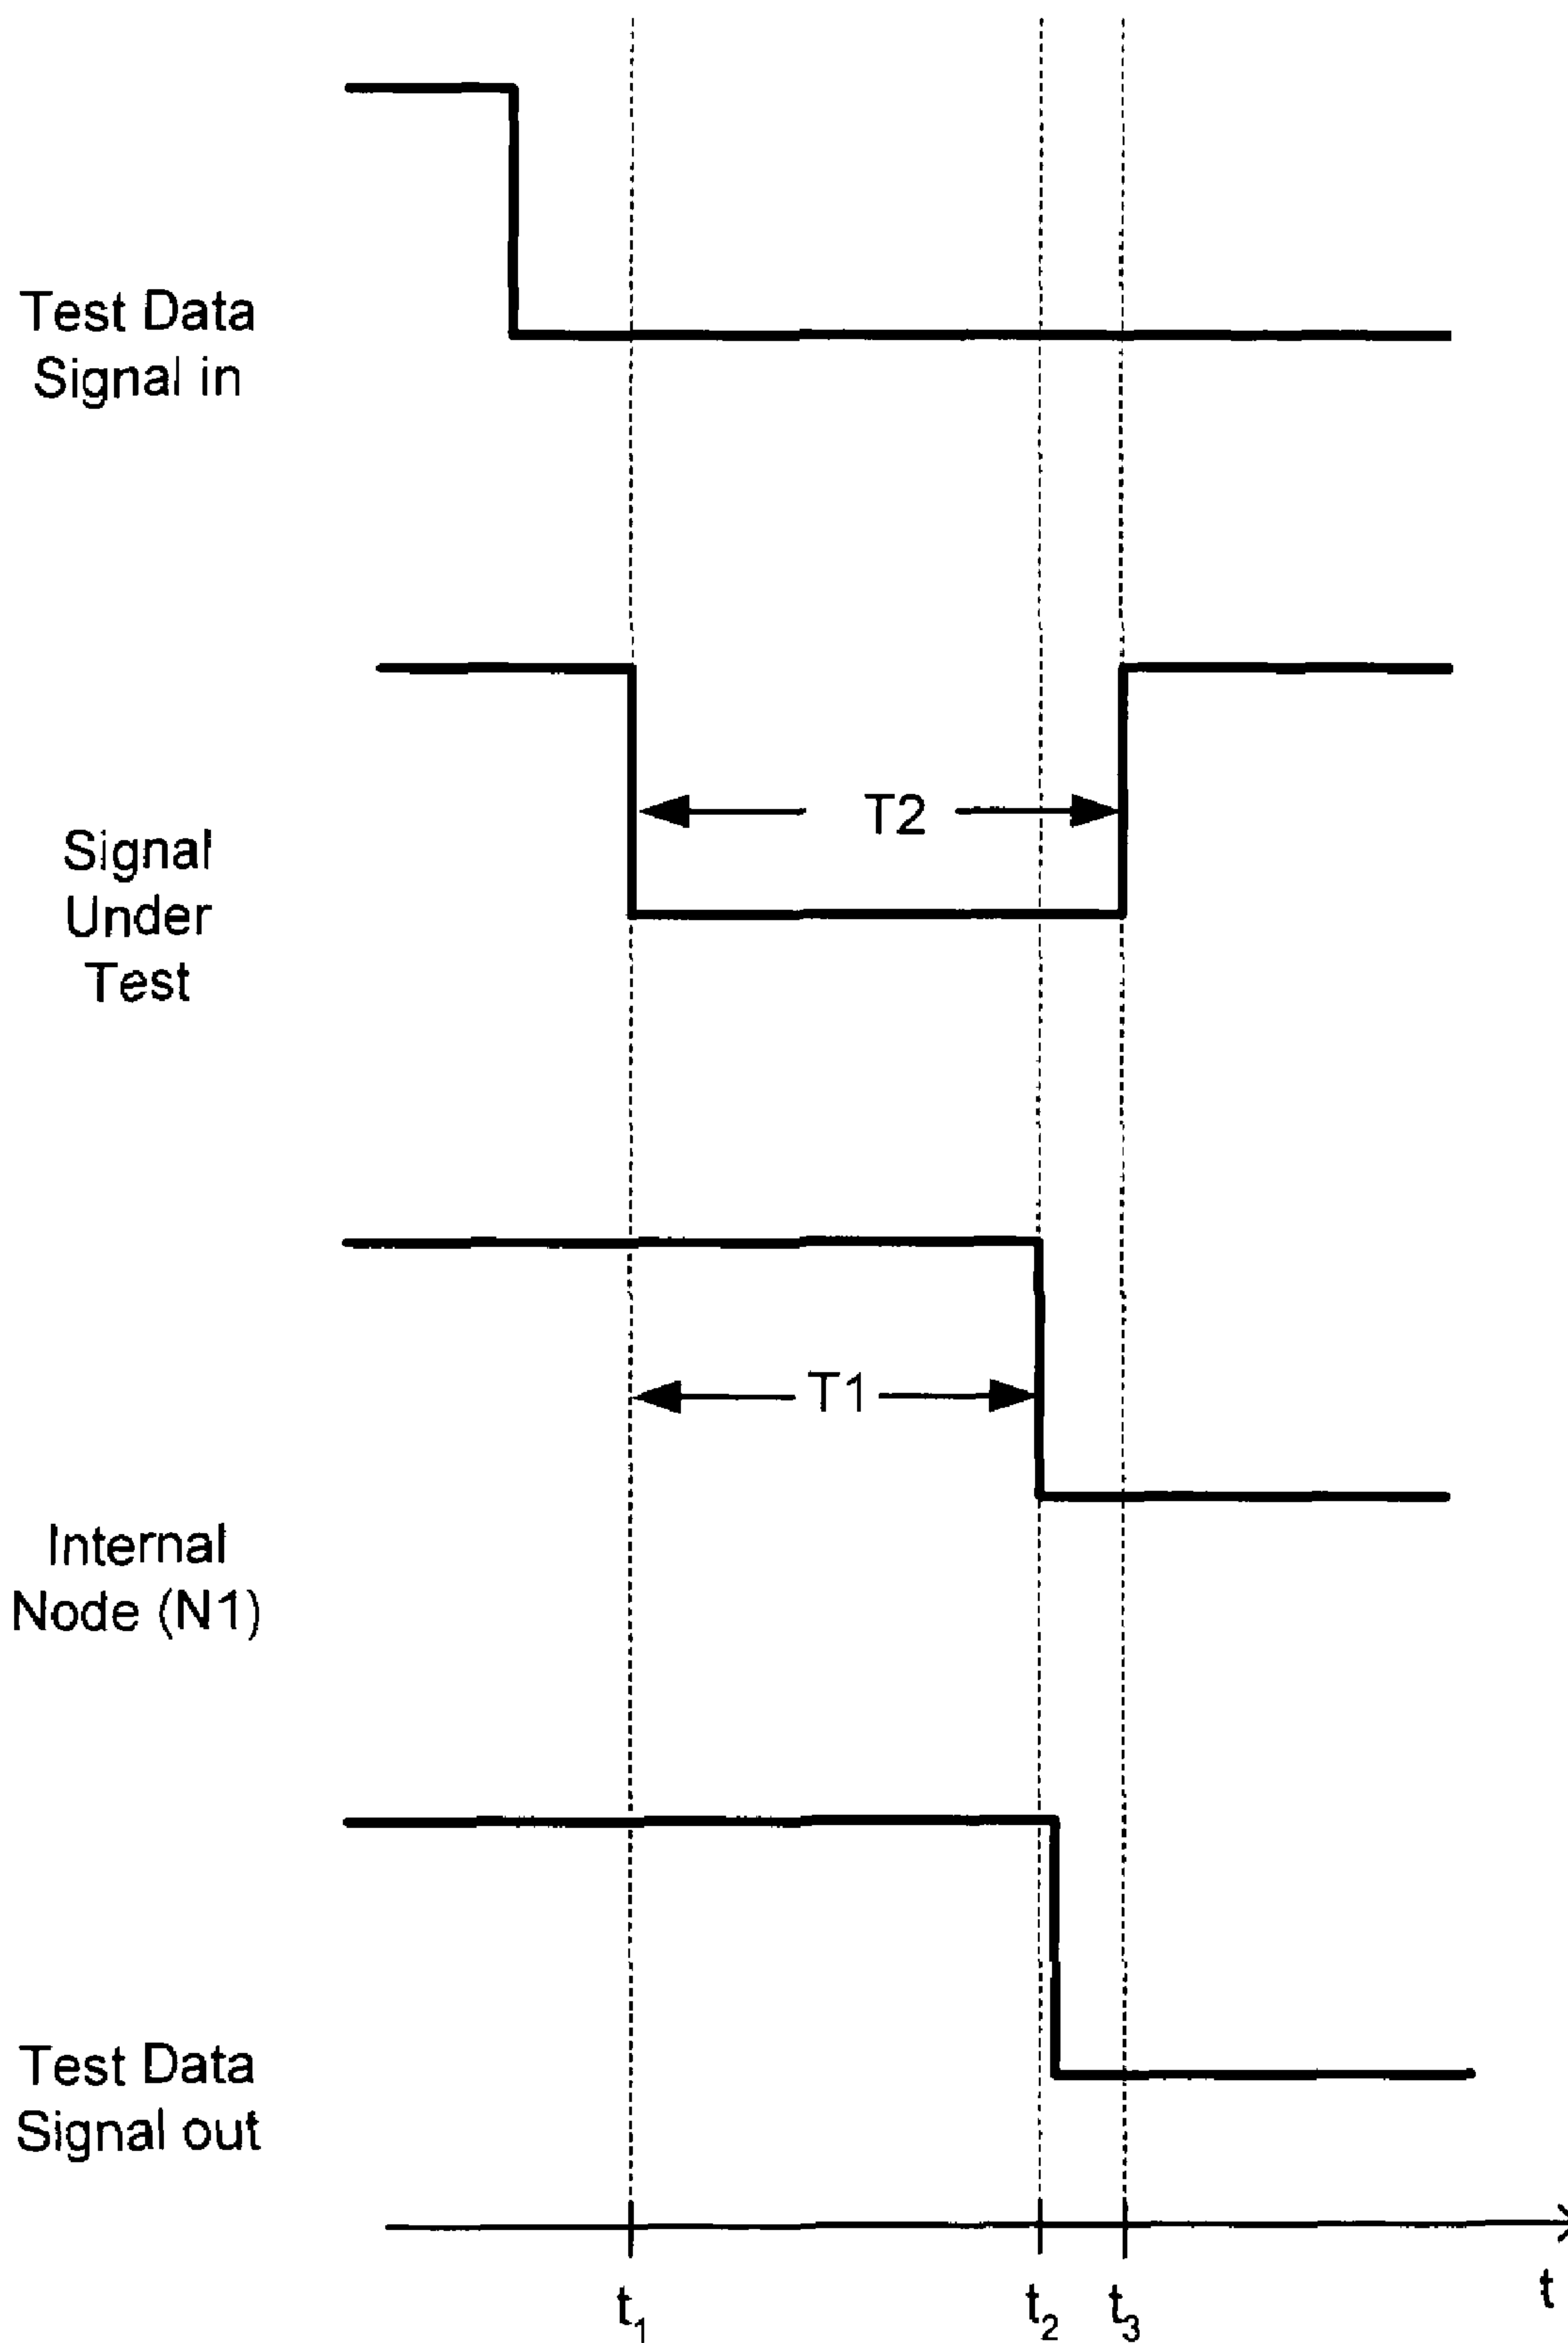 Test Data
Signal in
T2
Signal
Under
Test
T1
Internal
Node (N1)
Test Data
Signal out
t
t₁
t₂
t₃